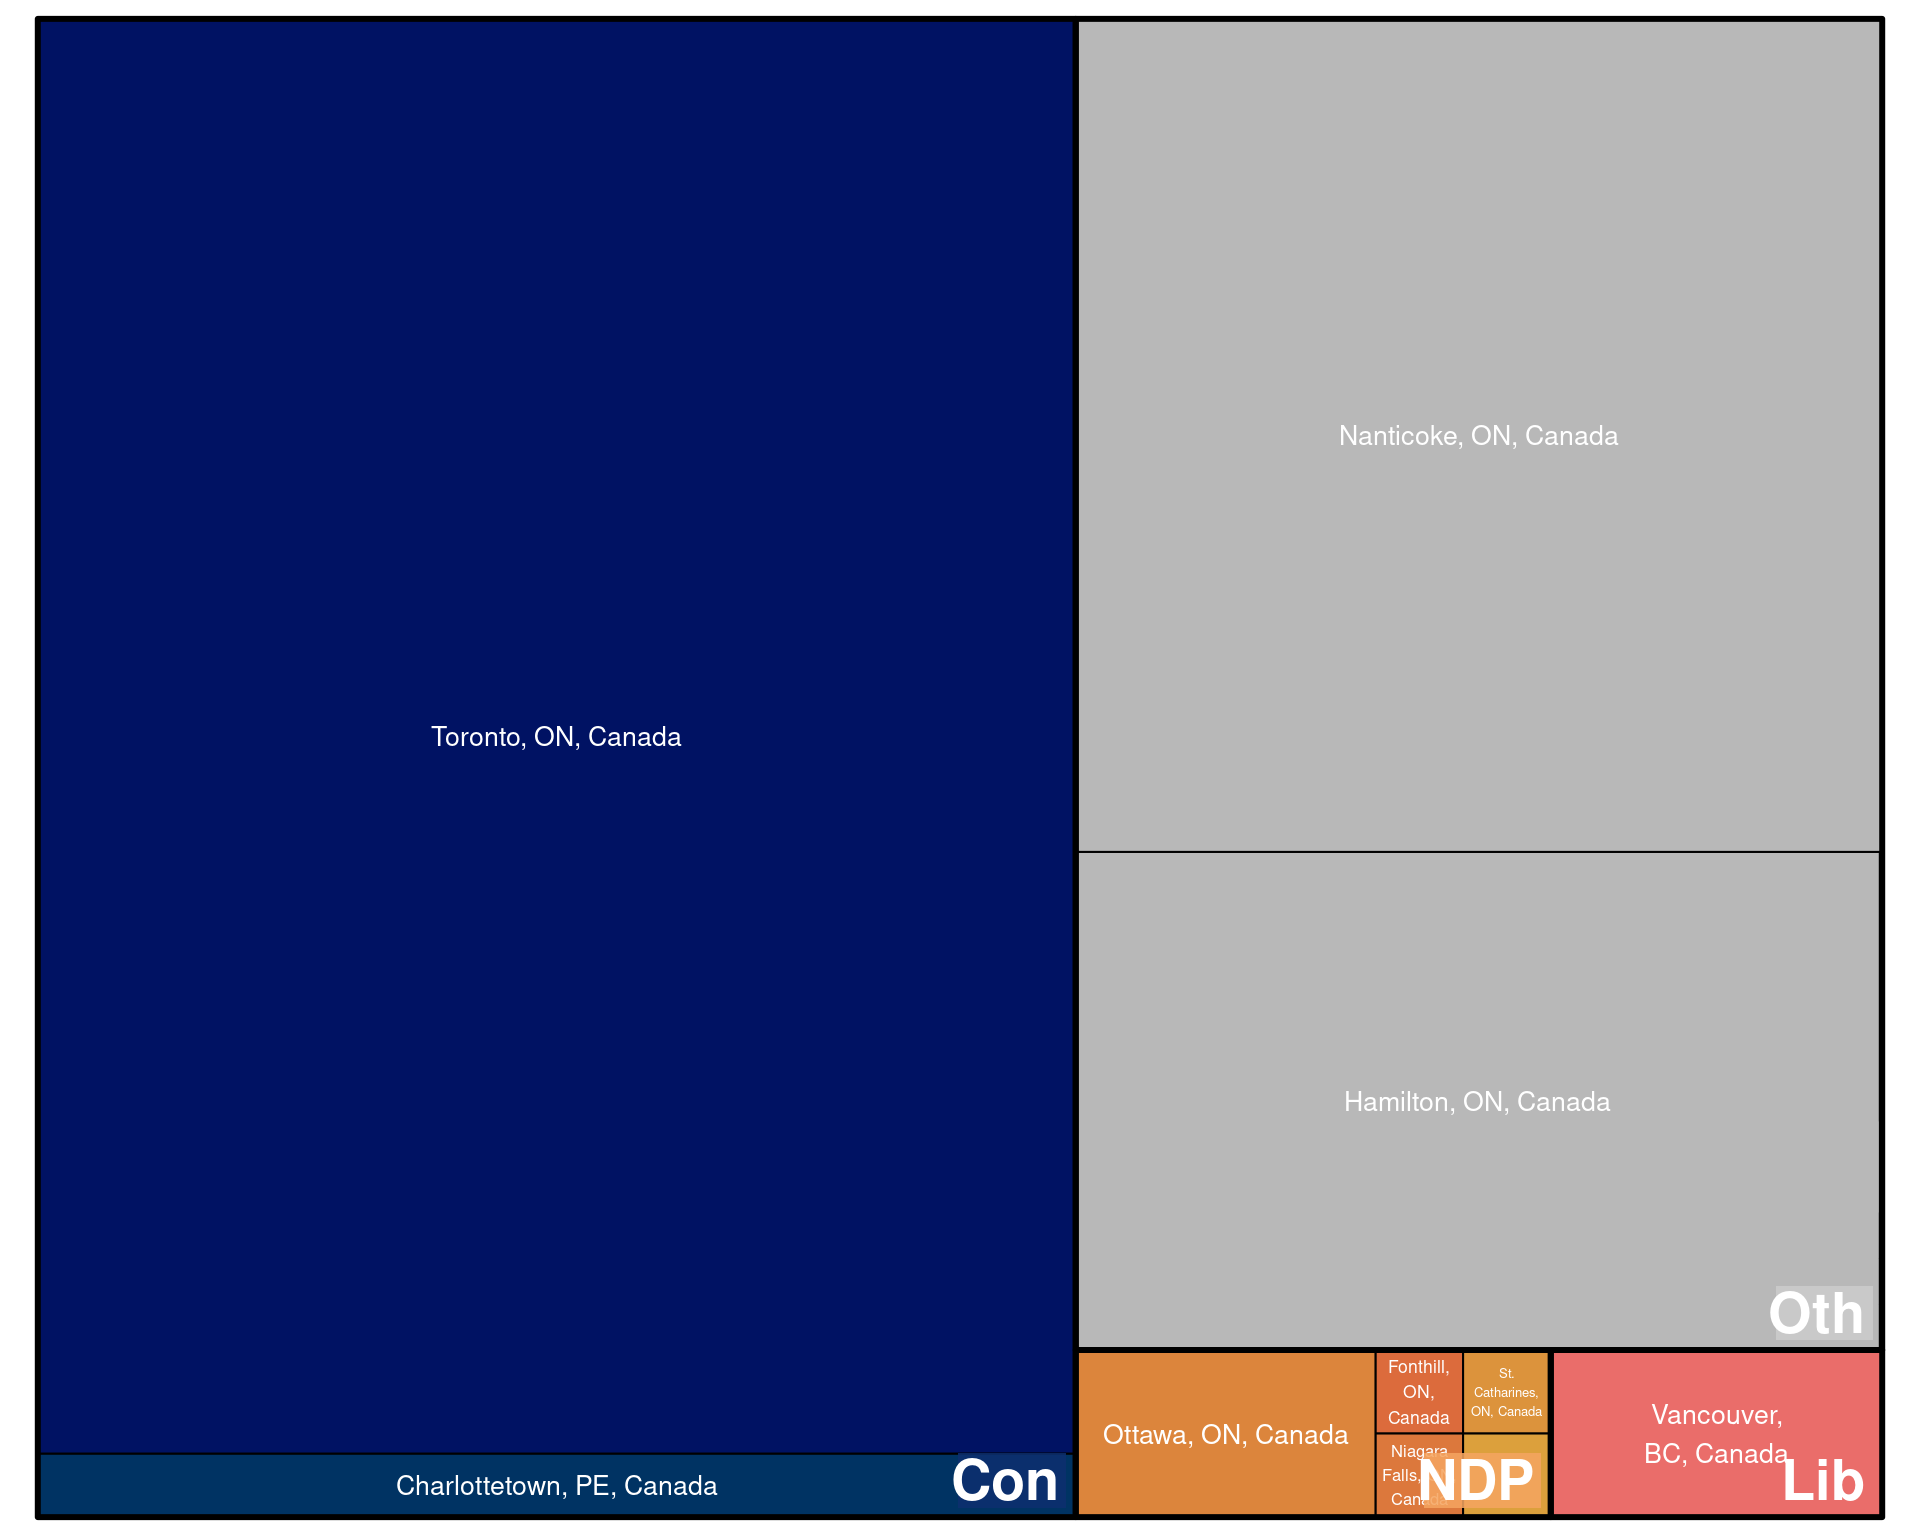 Toronto, ON, Canada
Charlottetown, PE, Canada
Con
Nanticoke, ON, Canada
Hamilton, ON, Canada
Oth
Ottawa, ON, Canada
Fonthill,
ON,
Canada
St.
Catharines,
ON, Canada
Niagara
Falls,
Canada
NDP
Vancouver,
BC, Canada
Lib